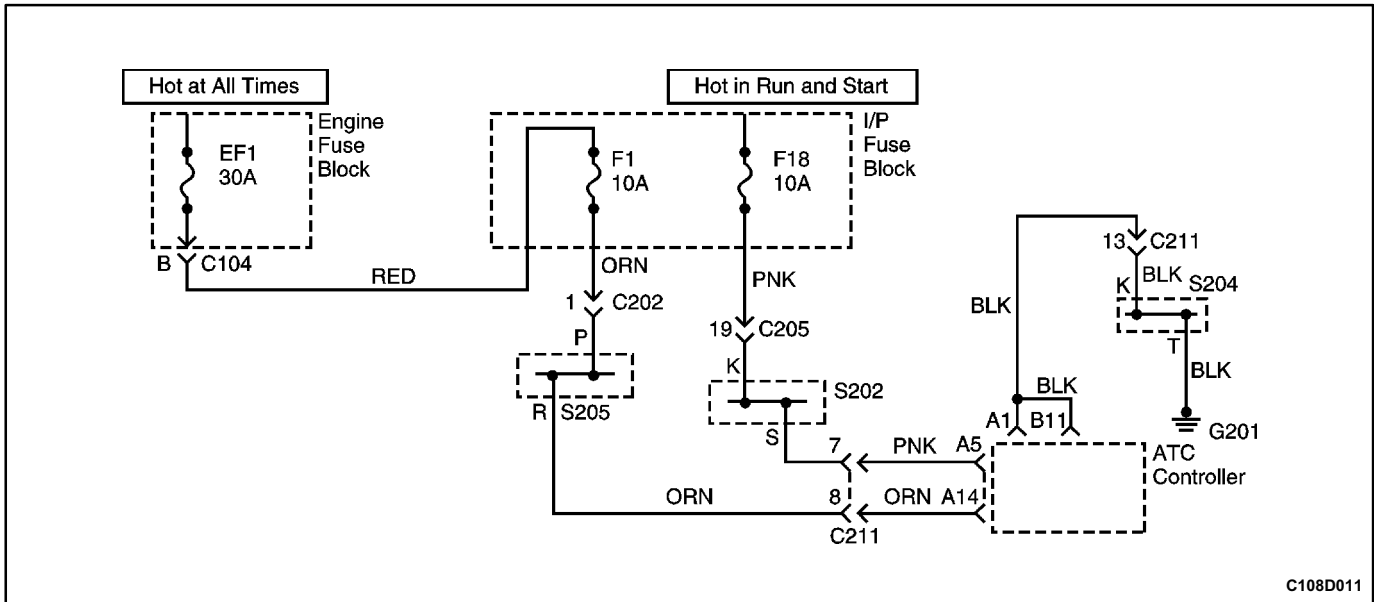 Hot at All Times
Hot in Run and Start
Engine
Fuse
Block
EF1
30A
B
C104
RED
F1
10A
F18
10A
I/P
Fuse
Block
ORN
PNK
1
C202
P
R
S205
19
C205
K
S202
S
7
PNK
A5
ORN
8
ORN
A14
C211
BLK
13
C211
K
BLK
S204
T
BLK
BLK
A1
B11
G201
ATC
Controller
C108D011